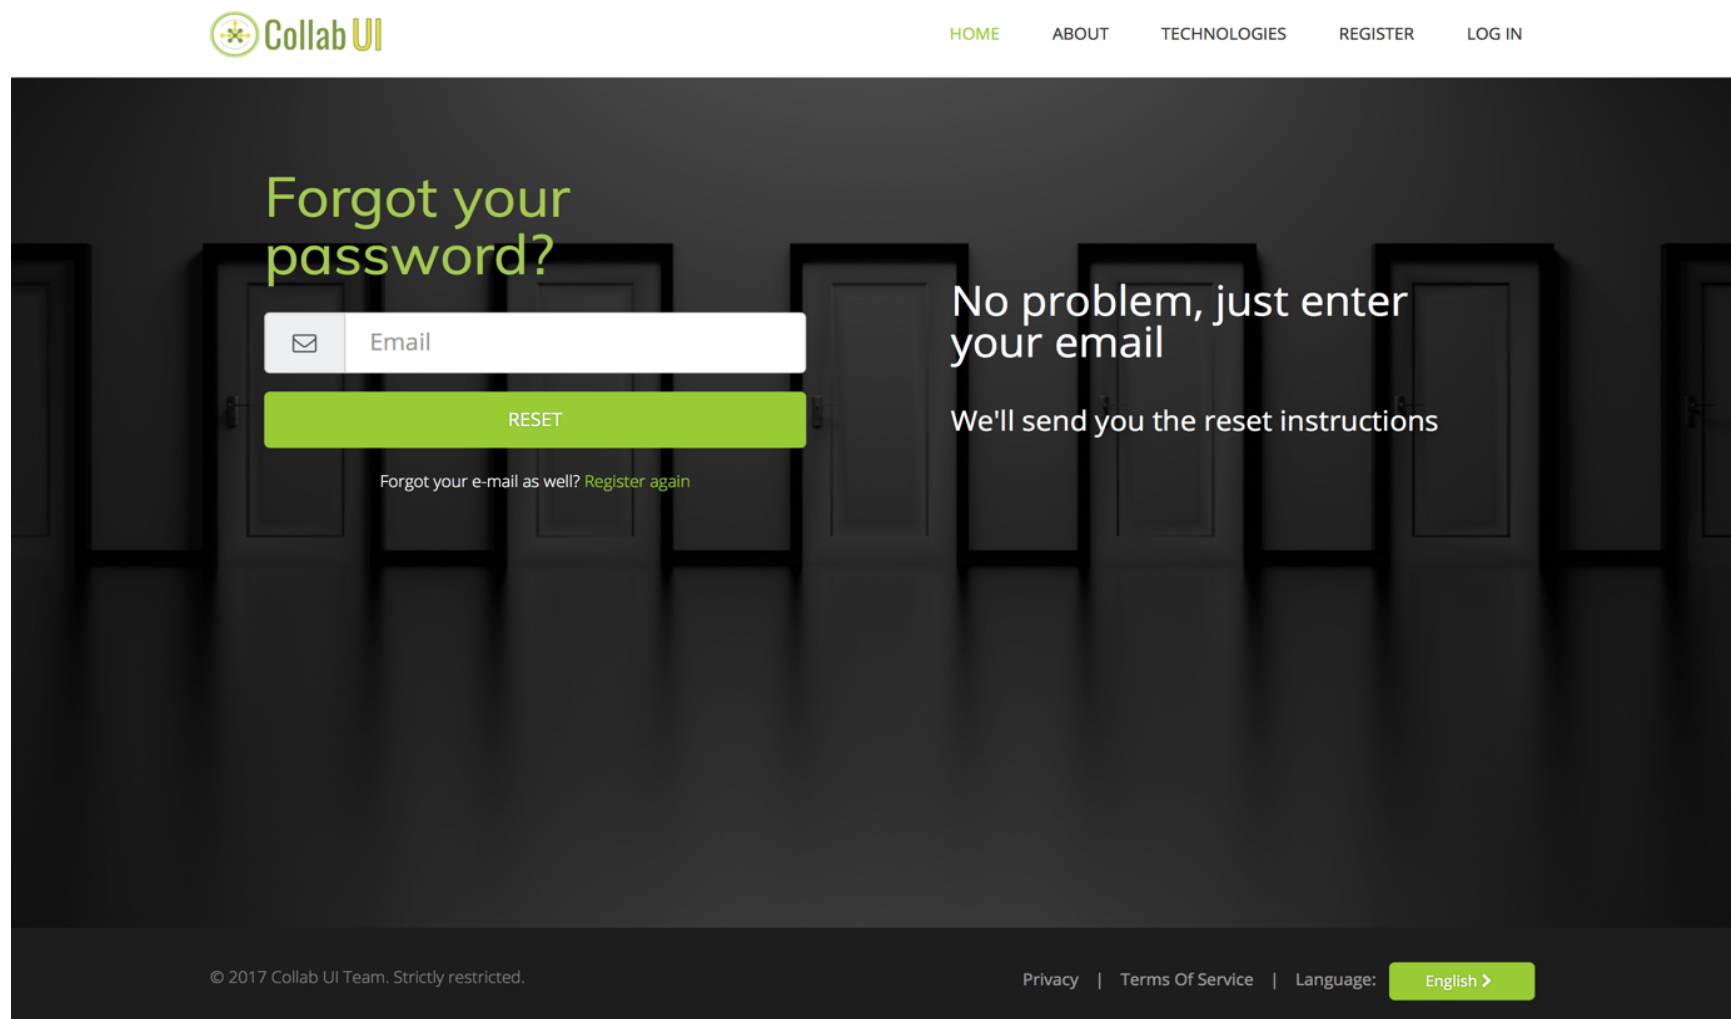 Collab UI
HOME ABOUT TECHNOLOGIES REGISTER LOG IN
Forgot your
password?
Email
RESET
Forgot your e-mail as well? Register again
No problem, just enter
your email
We'll send you the reset instructions
© 2017 Collab UI Team. Strictly restricted.
Privacy | Terms Of Service | Language: English